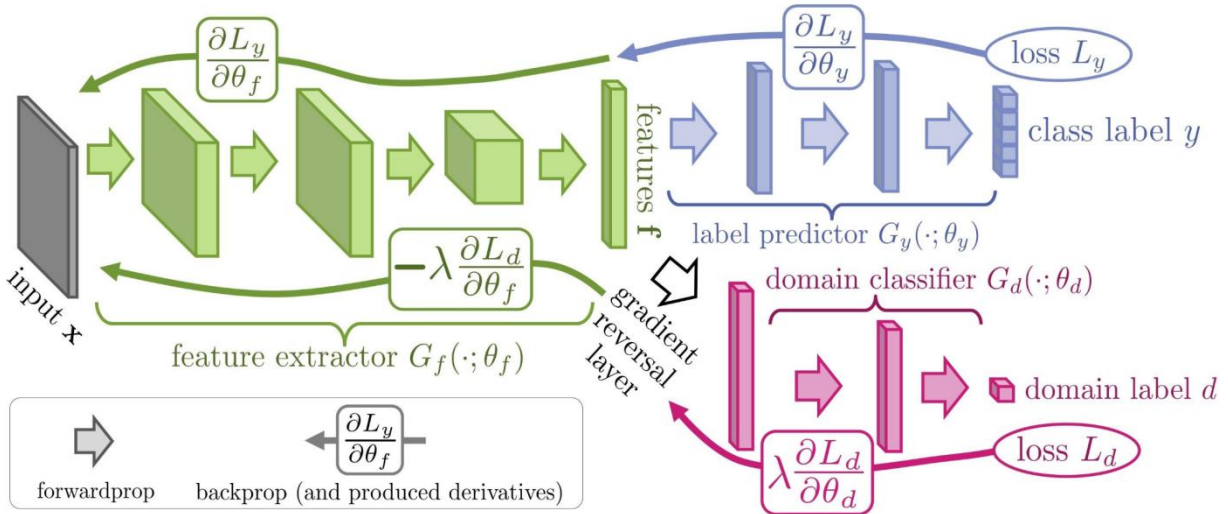 ∂L_y/∂θ_f
∂L_y/∂θ_y
loss L_y
features f
class label y
label predictor G_y(·; θ_y)
input x
−λ ∂L_d/∂θ_f
feature extractor G_f(·; θ_f)
gradient
reversal
layer
domain classifier G_d(·; θ_d)
domain label d
λ ∂L_d/∂θ_d
loss L_d
forwardprop
∂L_y/∂θ_f
backprop (and produced derivatives)